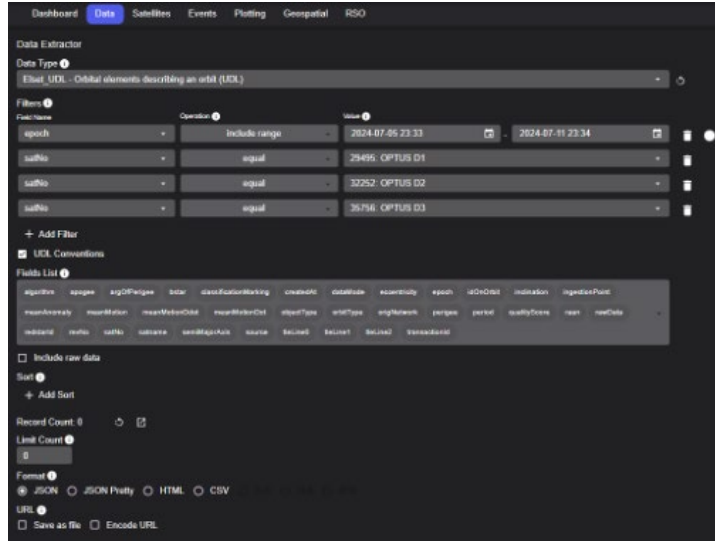 Dashboard Data Satellites Events Plotting Geospatial RSO
Data Extractor
Data Type
Elset_UDL - Orbital elements describing an orbit (UDL)
Filters
Field Name Operation Value
epoch include range 2024-07-05 23:33 - 2024-07-11 23:34
satNo equal 29495: OPTUS D1
satNo equal 32252: OPTUS D2
satNo equal 35756: OPTUS D3
+ Add Filter
UDL Conventions
Fields List
algorithm apogee argOfPerigee bstar classificationMarking createdAt dataMode eccentricity epoch idOnOrbit inclination ingestionPoint
meanAnomaly meanMotion meanMotionDdot meanMotionDot objectType orbitType origNetwork perigee period qualityScore raan rawData
revNo satNo satname semiMajorAxis source tleLine0 tleLine1 tleLine2 transactionId
Include raw data
Sort
+ Add Sort
Record Count: 0
Limit Count
0
Format
JSON JSON Pretty HTML CSV
URL
Save as file Encode URL